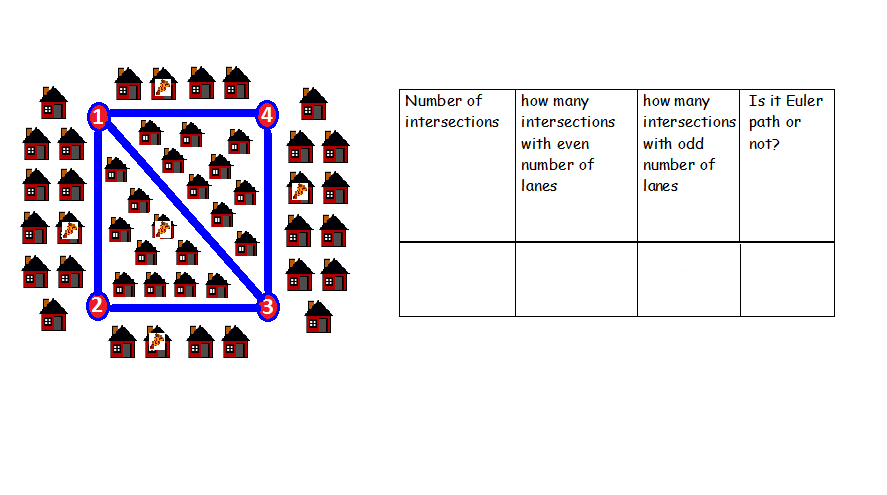 1
4
2
3
Number of
intersections
how many
intersections
with even
number of
lanes
how many
intersections
with odd
number of
lanes
Is it Euler
path or
not?